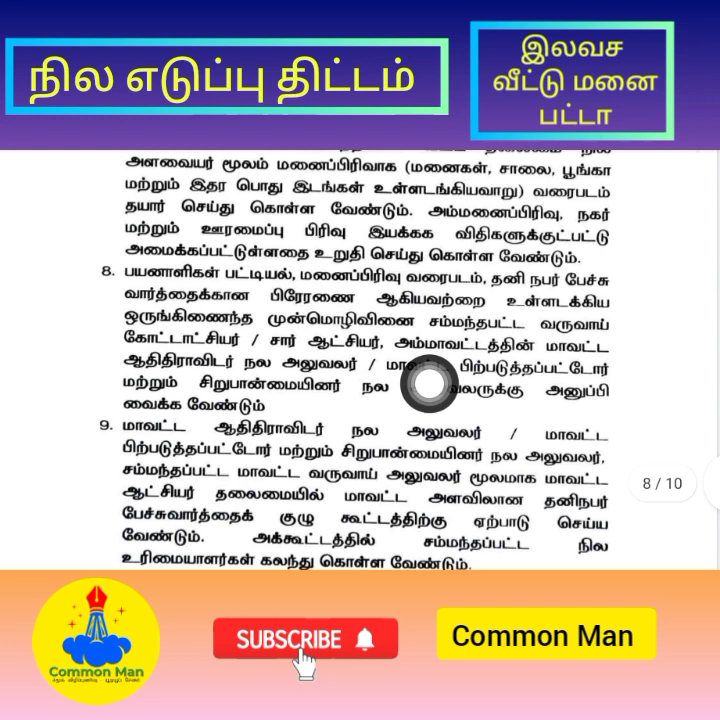 நில எடுப்பு திட்டம்
இலவச
வீட்டு மனை
பட்டா
நில
அளவையர் மூலம் மனைப்பிரிவாக (மனைகள், சாலை, பூங்கா
மற்றும் இதர பொது இடங்கள் உள்ளடங்கியவாறு) வரைபடம்
தயார் செய்து கொள்ள வேண்டும். அம்மனைப்பிரிவு, நகர்
மற்றும் ஊரமைப்பு பிரிவு இயக்கக விதிகளுக்குட்பட்டு
அமைக்கப்பட்டுள்ளதை உறுதி செய்து கொள்ள வேண்டும்.
8. பயனாளிகள் பட்டியல், மனைப்பிரிவு வரைபடம், தனி நபர் பேச்சு
வார்த்தைக்கான பிரேரணை ஆகியவற்றை உள்ளடக்கிய
ஒருங்கிணைந்த முன்மொழிவினை சம்மந்தபட்ட வருவாய்
கோட்டாட்சியர் / சார் ஆட்சியர், அம்மாவட்டத்தின் மாவட்ட
ஆதிதிராவிடர் நல அலுவலர் / பிற்படுத்தப்பட்டோர்
மற்றும் சிறுபான்மையினர் நல அனுப்பி
வைக்க வேண்டும்
9. மாவட்ட ஆதிதிராவிடர் நல அலுவலர் / மாவட்ட
பிற்படுத்தப்பட்டோர் மற்றும் சிறுபான்மையினர் நல அலுவலர்,
சம்மந்தப்பட்ட மாவட்ட வருவாய் அலுவலர் மூலமாக மாவட்ட
ஆட்சியர் தலைமையில் மாவட்ட அளவிலான தனிநபர்
பேச்சுவார்த்தைக் குழு கூட்டத்திற்கு ஏற்பாடு செய்ய
வேண்டும். அக்கூட்டத்தில் சம்மந்தப்பட்ட நில
உரிமையாளர்கள் கலந்து கொள்ள வேண்டும்.
8 / 10
Common Man
SUBSCRIBE
Common Man